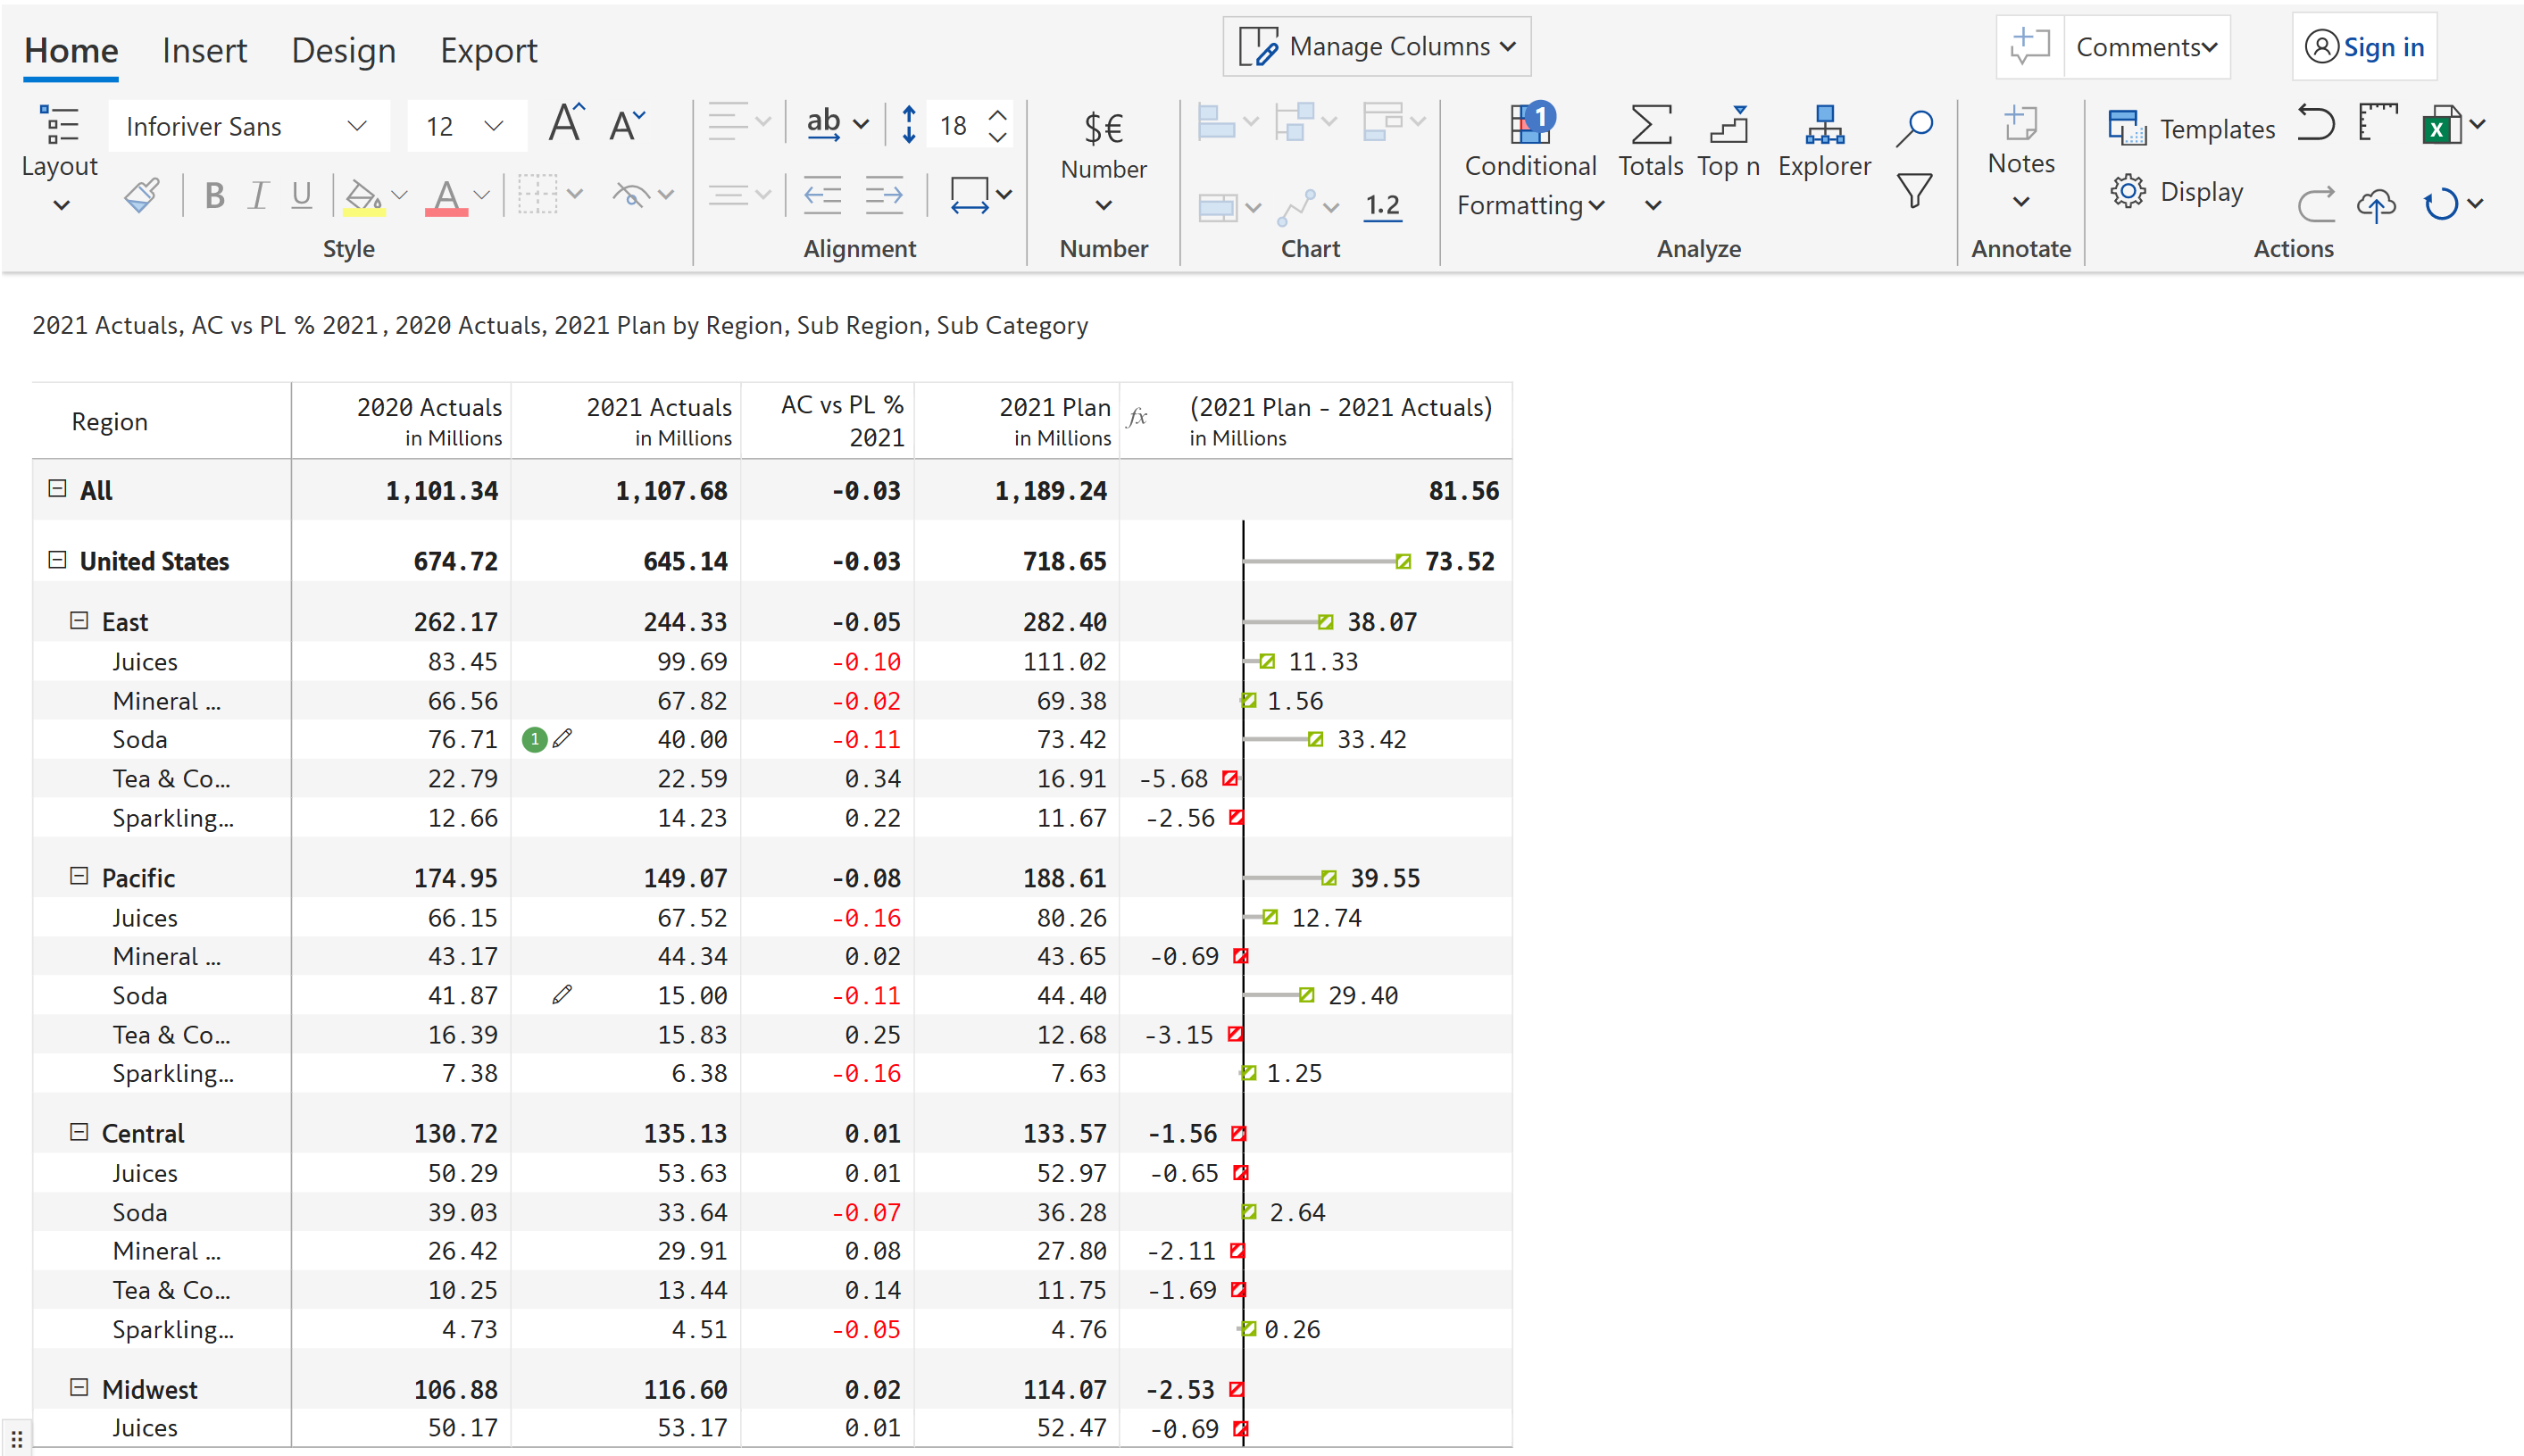 Home Insert Design Export Manage Columns Comments Sign in
Inforiver Sans 12 A A ab 18 $€ 1 Templates
Layout Number Conditional Totals Top n Explorer Notes
B I U A 1.2 Formatting Display
Style Alignment Number Chart Analyze Annotate Actions
2021 Actuals, AC vs PL % 2021, 2020 Actuals, 2021 Plan by Region, Sub Region, Sub Category
Region 2020 Actuals 2021 Actuals AC vs PL % 2021 Plan fx (2021 Plan - 2021 Actuals)
in Millions in Millions 2021 in Millions in Millions
All 1,101.34 1,107.68 -0.03 1,189.24 81.56
United States 674.72 645.14 -0.03 718.65 73.52
East 262.17 244.33 -0.05 282.40 38.07
Juices 83.45 99.69 -0.10 111.02 11.33
Mineral ... 66.56 67.82 -0.02 69.38 1.56
Soda 76.71 1 40.00 -0.11 73.42 33.42
Tea & Co... 22.79 22.59 0.34 16.91 -5.68
Sparkling... 12.66 14.23 0.22 11.67 -2.56
Pacific 174.95 149.07 -0.08 188.61 39.55
Juices 66.15 67.52 -0.16 80.26 12.74
Mineral ... 43.17 44.34 0.02 43.65 -0.69
Soda 41.87 15.00 -0.11 44.40 29.40
Tea & Co... 16.39 15.83 0.25 12.68 -3.15
Sparkling... 7.38 6.38 -0.16 7.63 1.25
Central 130.72 135.13 0.01 133.57 -1.56
Juices 50.29 53.63 0.01 52.97 -0.65
Soda 39.03 33.64 -0.07 36.28 2.64
Mineral ... 26.42 29.91 0.08 27.80 -2.11
Tea & Co... 10.25 13.44 0.14 11.75 -1.69
Sparkling... 4.73 4.51 -0.05 4.76 0.26
Midwest 106.88 116.60 0.02 114.07 -2.53
Juices 50.17 53.17 0.01 52.47 -0.69